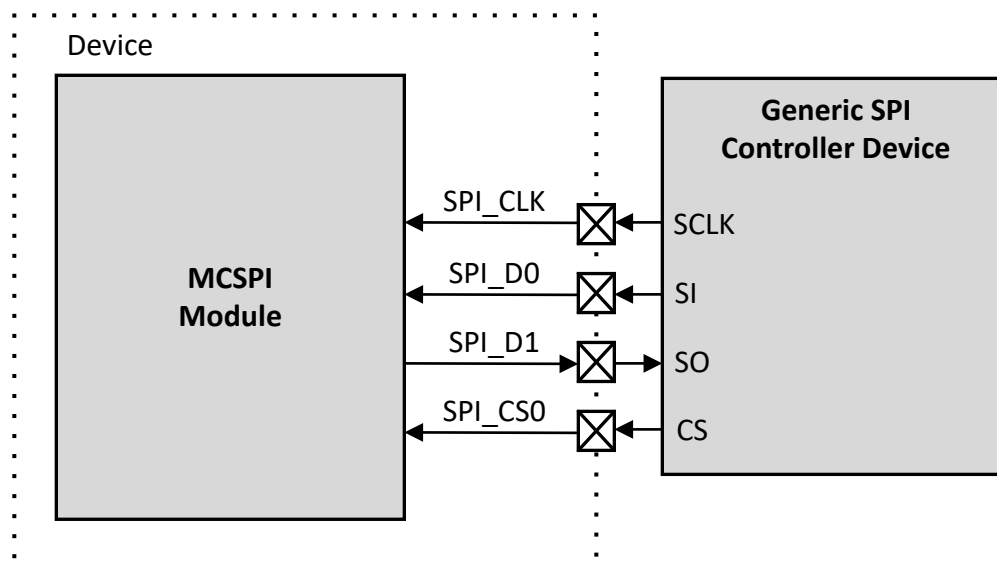 Device
Generic SPI
Controller Device
SPI_CLK
SCLK
MCSPI
Module
SPI_D0
SI
SPI_D1
SO
SPI_CS0
CS